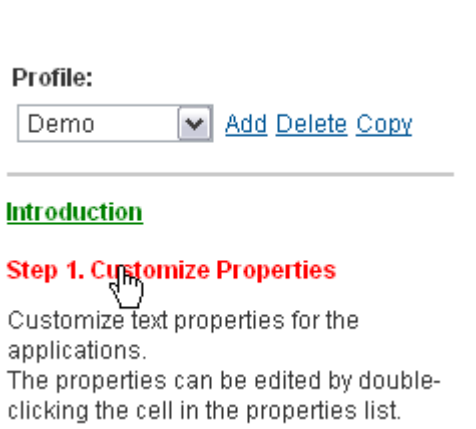 Profile:
Demo Add Delete Copy
Introduction
Step 1. Customize Properties
Customize text properties for the
applications.
The properties can be edited by double-
clicking the cell in the properties list.